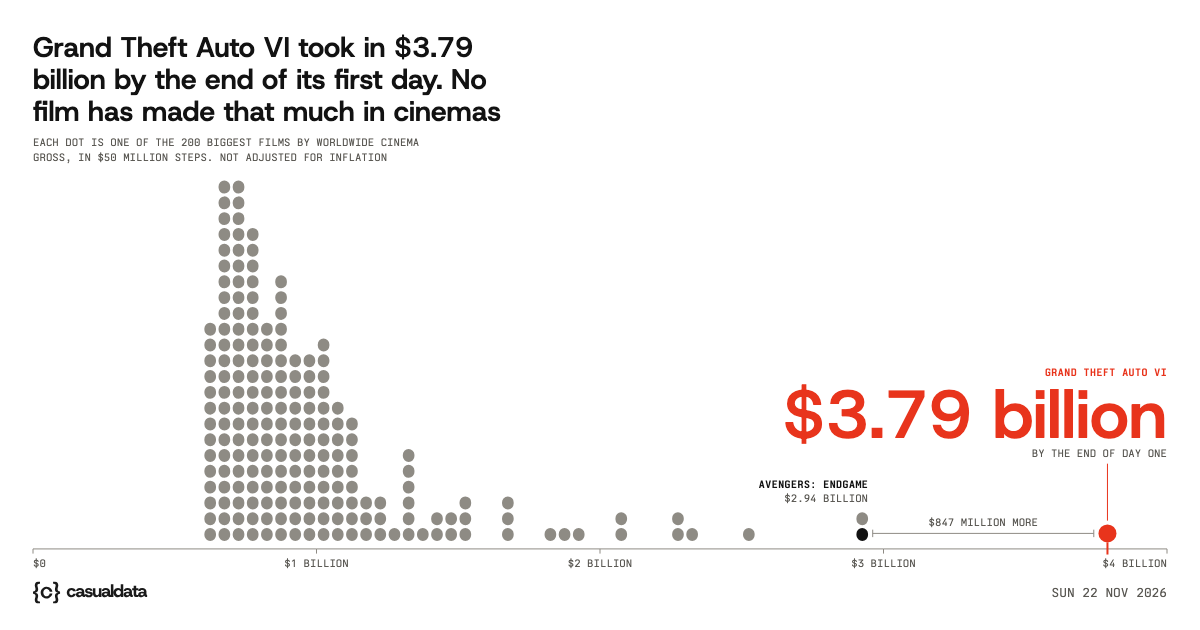 Grand Theft Auto VI took in $3.79
billion by the end of its first day. No
film has made that much in cinemas
EACH DOT IS ONE OF THE 200 BIGGEST FILMS BY WORLDWIDE CINEMA
GROSS, IN $50 MILLION STEPS. NOT ADJUSTED FOR INFLATION
GRAND THEFT AUTO VI
$3.79 billion
BY THE END OF DAY ONE
AVENGERS: ENDGAME
$2.94 BILLION
$847 MILLION MORE
$0
$1 BILLION
$2 BILLION
$3 BILLION
$4 BILLION
{c} casualdata
SUN 22 NOV 2026